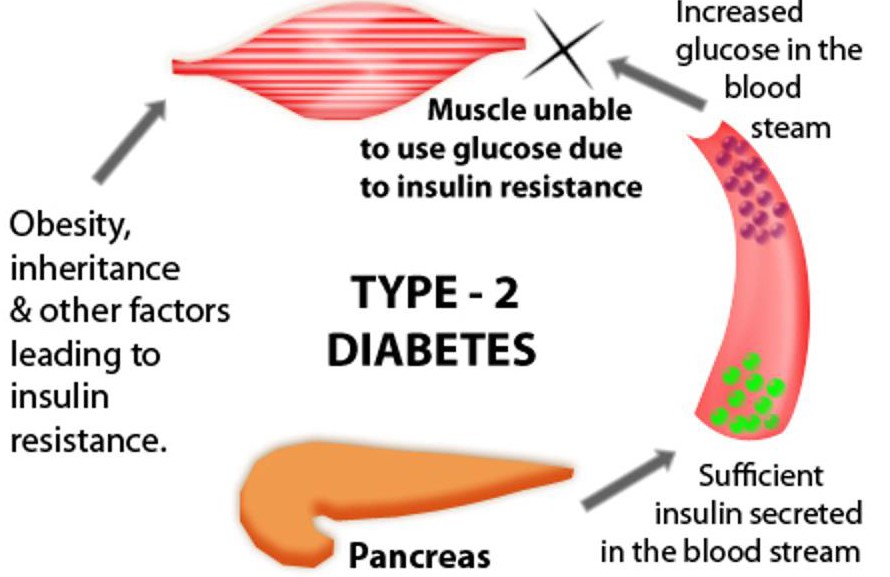 Increased
glucose in the
blood
steam
Muscle unable
to use glucose due
to insulin resistance
Obesity,
inheritance
& other factors
leading to
insulin
resistance.
TYPE - 2
DIABETES
Sufficient
insulin secreted
in the blood stream
Pancreas